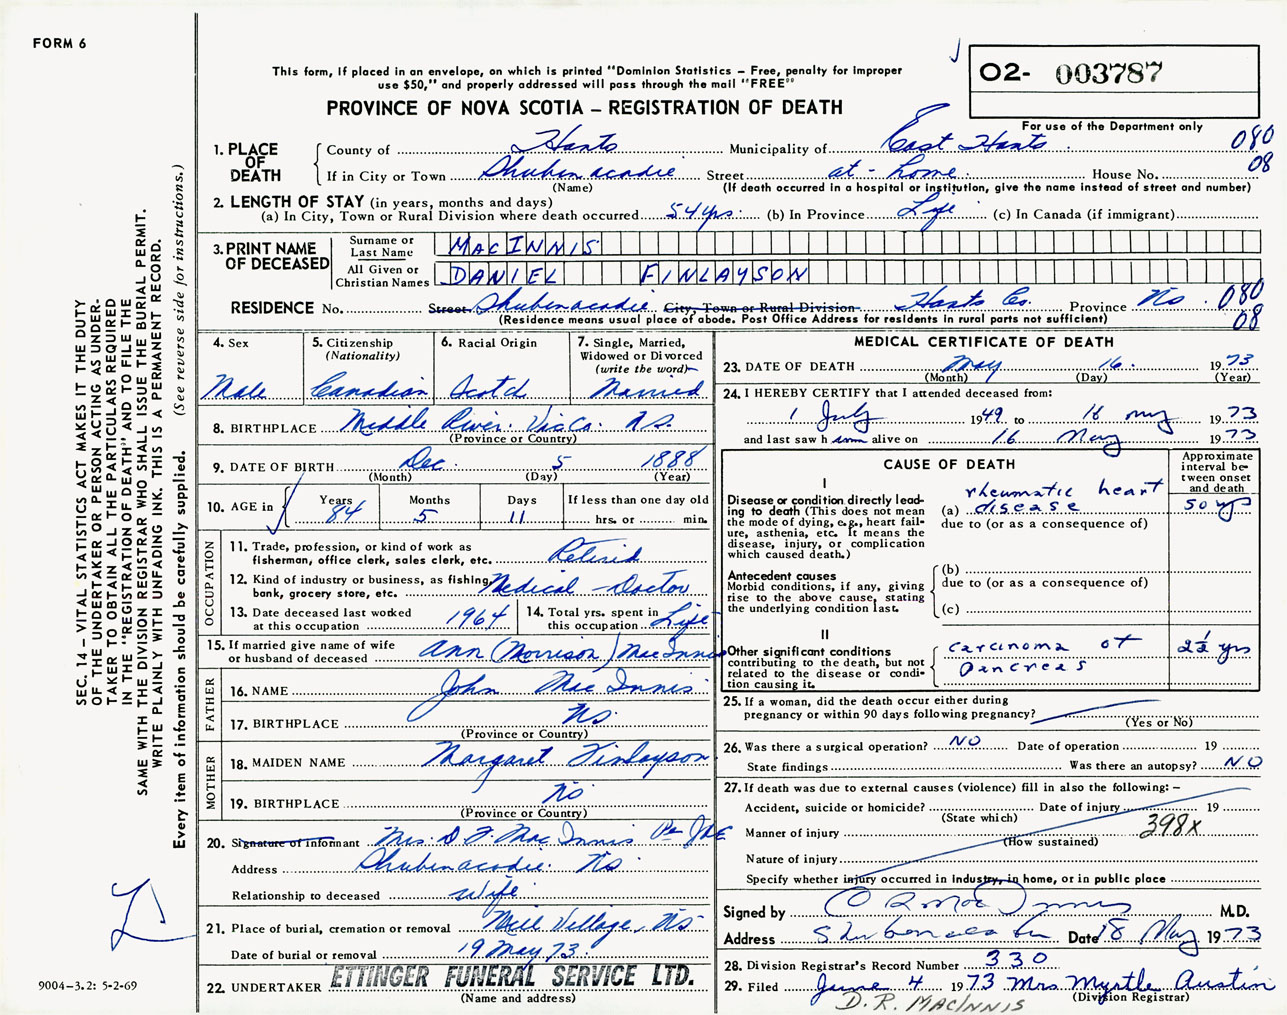 FORM 6
This form, if placed in an envelope, on which is printed "Dominion Statistics – Free, penalty for improper
use $50," and properly addressed will pass through the mail "FREE"
O2- 003787
PROVINCE OF NOVA SCOTIA – REGISTRATION OF DEATH
For use of the Department only
1. PLACE OF DEATH
County of Hants Municipality of East Hants 080
If in City or Town Shubenacadie Street at - home. House No. 08
(Name) (If death occurred in a hospital or institution, give the name instead of street and number)
2. LENGTH OF STAY (in years, months and days)
(a) In City, Town or Rural Division where death occurred 54 yrs. (b) In Province Life (c) In Canada (if immigrant)
3. PRINT NAME OF DECEASED
Surname or Last Name MACINNIS
All Given or Christian Names DANIEL FINLAYSON
RESIDENCE No. Street Shubenacadie City, Town or Rural Division Hants Co. Province Ns. 080
(Residence means usual place of abode. Post Office Address for residents in rural parts not sufficient) 08
4. Sex Male
5. Citizenship (Nationality) Canadian
6. Racial Origin Scotch
7. Single, Married, Widowed or Divorced (write the word) Married
8. BIRTHPLACE Middle River. Vic Co. N.S.
(Province or Country)
9. DATE OF BIRTH Dec. 5 1888
(Month) (Day) (Year)
10. AGE in Years 84 Months 5 Days 11 If less than one day old hrs. or min.
OCCUPATION
11. Trade, profession, or kind of work as
fisherman, office clerk, sales clerk, etc. Retired
12. Kind of industry or business, as fishing,
bank, grocery store, etc. Medical - Doctor
13. Date deceased last worked
at this occupation 1964
14. Total yrs. spent in
this occupation Life
15. If married give name of wife
or husband of deceased Ann (Morrison) MacInnis
FATHER
16. NAME John MacInnis
17. BIRTHPLACE Ns.
(Province or Country)
MOTHER
18. MAIDEN NAME Margaret Finlayson
19. BIRTHPLACE Ns
(Province or Country)
20. Signature of informant Mrs. D F. MacInnis Per
Address Shubenacadie. Ns.
Relationship to deceased wife
21. Place of burial, cremation or removal Mill Village, Ns
Date of burial or removal 19 May 73.
22. UNDERTAKER ETTINGER FUNERAL SERVICE LTD.
(Name and address)
MEDICAL CERTIFICATE OF DEATH
23. DATE OF DEATH May 16. 1973
(Month) (Day) (Year)
24. I HEREBY CERTIFY that I attended deceased from:
1 July 1949 to 16 May 1973
and last saw h im alive on 16 May 1973
CAUSE OF DEATH
Approximate interval between onset and death
I
Disease or condition directly leading to death (This does not mean the mode of dying, e.g., heart failure, asthenia, etc. It means the disease, injury, or complication which caused death.)
(a) rheumatic heart disease 50 yrs
due to (or as a consequence of)
Antecedent causes
Morbid conditions, if any, giving rise to the above cause, stating the underlying condition last.
(b)
due to (or as a consequence of)
(c)
II
Other significant conditions contributing to the death, but not related to the disease or condition causing it.
carcinoma of pancreas 2½ yrs
25. If a woman, did the death occur either during
pregnancy or within 90 days following pregnancy?
(Yes or No)
26. Was there a surgical operation? NO Date of operation 19
State findings Was there an autopsy? NO
27. If death was due to external causes (violence) fill in also the following: –
Accident, suicide or homicide? Date of injury 19
(State which)
Manner of injury 398x
(How sustained)
Nature of injury
Specify whether injury occurred in industry, in home, or in public place
Signed by D R MacInnis M.D.
Address Shubenacadie Date 18 May 1973
28. Division Registrar's Record Number 330
29. Filed June 4 1973 Mrs Myrtle Austin
(Division Registrar)
D.R. MACINNIS
SEC. 14 – VITAL STATISTICS ACT MAKES IT THE DUTY
OF THE UNDERTAKER OR PERSON ACTING AS UNDER-
TAKER TO OBTAIN ALL THE PARTICULARS REQUIRED
IN THE "REGISTRATION OF DEATH" AND TO FILE THE
SAME WITH THE DIVISION REGISTRAR WHO SHALL ISSUE THE BURIAL PERMIT.
WRITE PLAINLY WITH UNFADING INK. THIS IS A PERMANENT RECORD.
Every item of information should be carefully supplied. (See reverse side for instructions.)
9004-3.2: 5-2-69